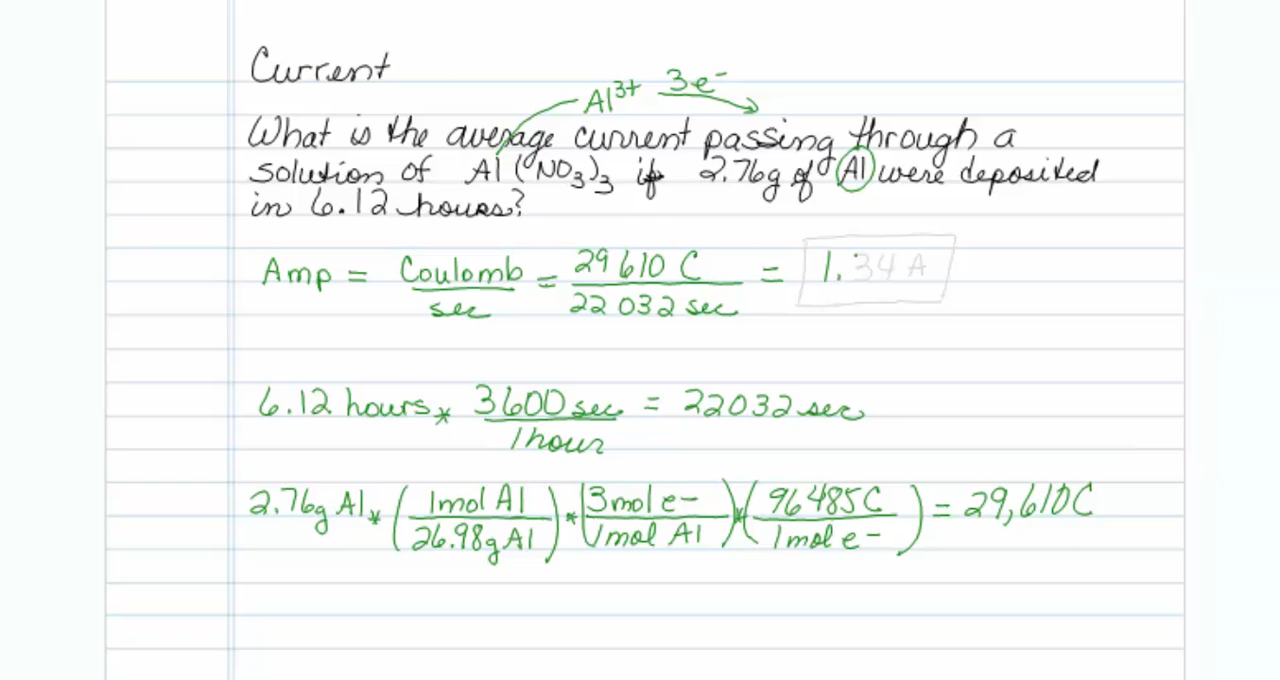 Current
Al³⁺ 3e⁻
What is the average current passing through a
solution of Al(NO₃)₃ if 2.76g of Al were deposited
in 6.12 hours?
Amp = Coulomb/sec = 29610 C/22032 sec = 1.34 A
6.12 hours * 3600 sec/1 hour = 22032 sec
2.76g Al * (1mol Al/26.98g Al) * (3mol e-/1mol Al) * (96485C/1mol e-) = 29,610C